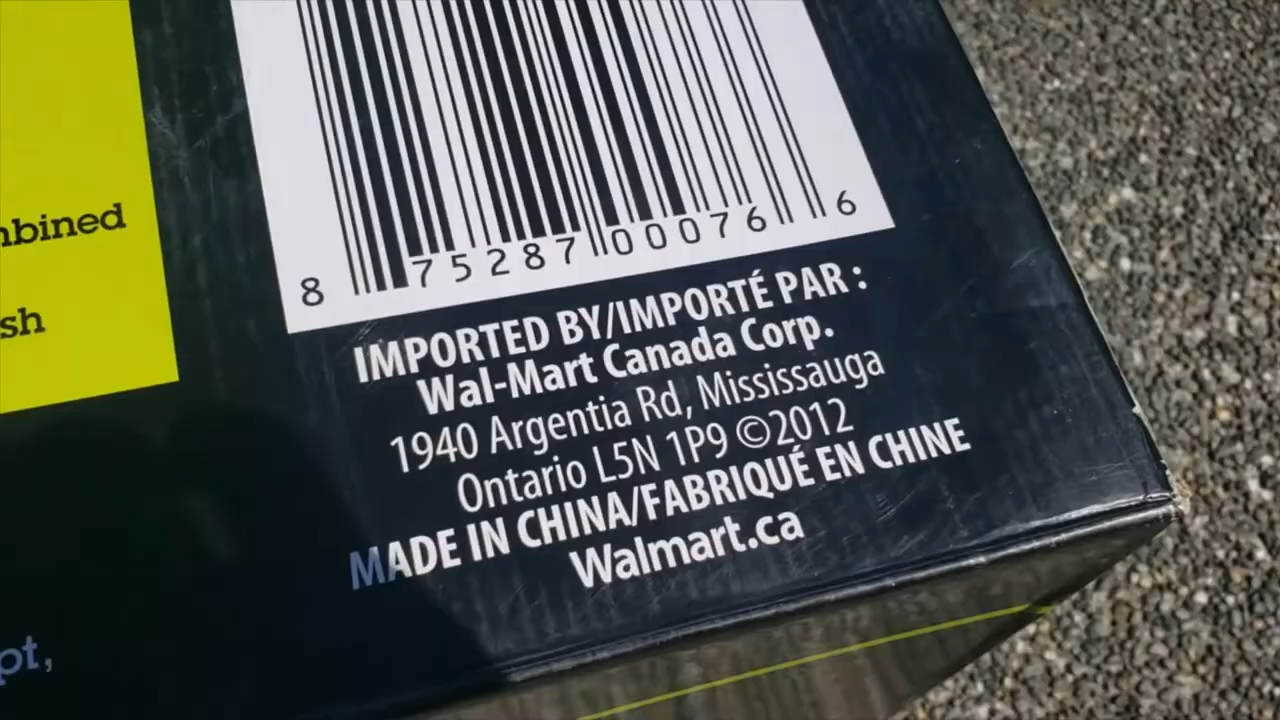 mbined
sh
pt,
8 75287 00076 6
IMPORTED BY/IMPORTÉ PAR :
Wal-Mart Canada Corp.
1940 Argentia Rd, Mississauga
Ontario L5N 1P9 ©2012
MADE IN CHINA/FABRIQUÉ EN CHINE
Walmart.ca